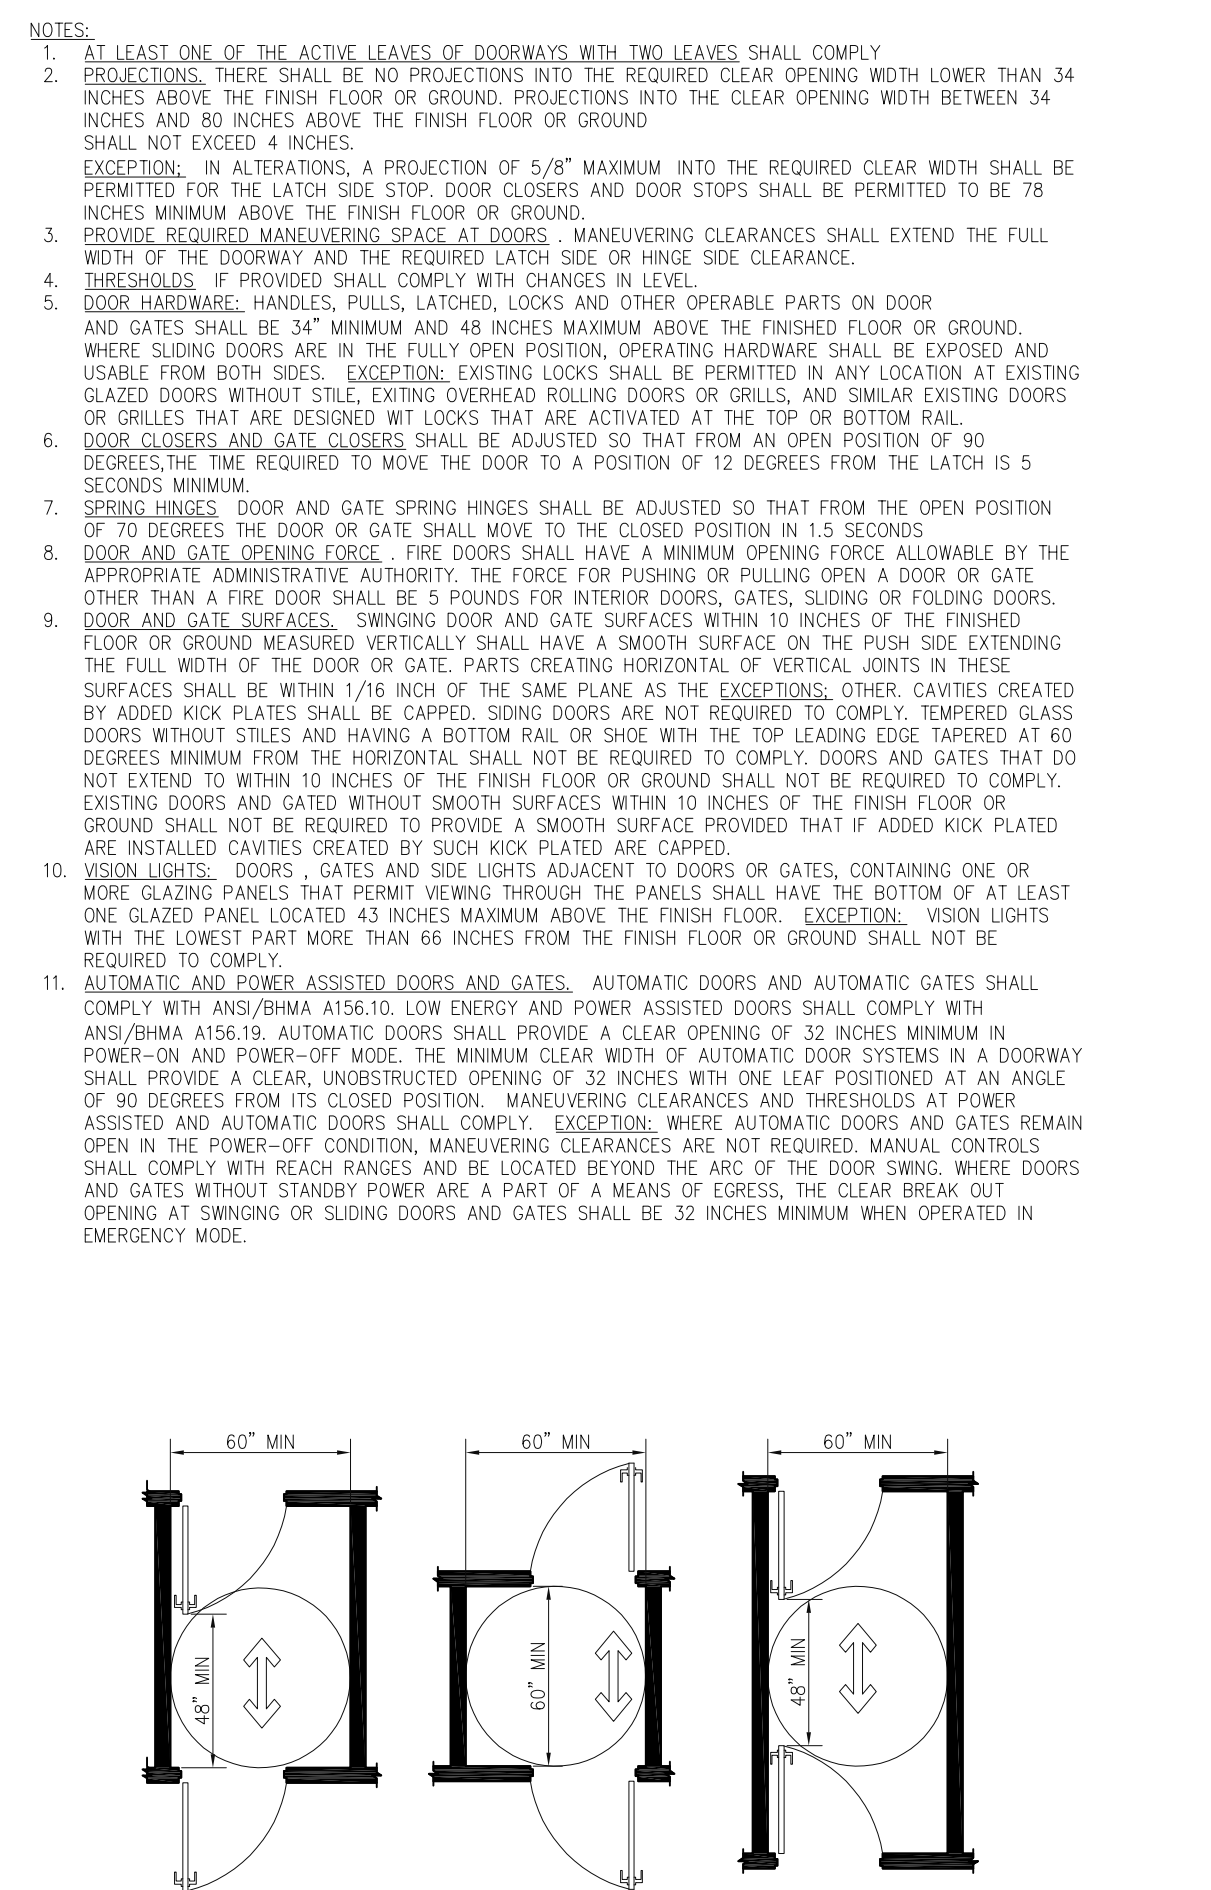 NOTES:
1. AT LEAST ONE OF THE ACTIVE LEAVES OF DOORWAYS WITH TWO LEAVES SHALL COMPLY
2. PROJECTIONS. THERE SHALL BE NO PROJECTIONS INTO THE REQUIRED CLEAR OPENING WIDTH LOWER THAN 34
INCHES ABOVE THE FINISH FLOOR OR GROUND. PROJECTIONS INTO THE CLEAR OPENING WIDTH BETWEEN 34
INCHES AND 80 INCHES ABOVE THE FINISH FLOOR OR GROUND
SHALL NOT EXCEED 4 INCHES.
EXCEPTION; IN ALTERATIONS, A PROJECTION OF 5/8” MAXIMUM INTO THE REQUIRED CLEAR WIDTH SHALL BE
PERMITTED FOR THE LATCH SIDE STOP. DOOR CLOSERS AND DOOR STOPS SHALL BE PERMITTED TO BE 78
INCHES MINIMUM ABOVE THE FINISH FLOOR OR GROUND.
3. PROVIDE REQUIRED MANEUVERING SPACE AT DOORS . MANEUVERING CLEARANCES SHALL EXTEND THE FULL
WIDTH OF THE DOORWAY AND THE REQUIRED LATCH SIDE OR HINGE SIDE CLEARANCE.
4. THRESHOLDS IF PROVIDED SHALL COMPLY WITH CHANGES IN LEVEL.
5. DOOR HARDWARE: HANDLES, PULLS, LATCHED, LOCKS AND OTHER OPERABLE PARTS ON DOOR
AND GATES SHALL BE 34” MINIMUM AND 48 INCHES MAXIMUM ABOVE THE FINISHED FLOOR OR GROUND.
WHERE SLIDING DOORS ARE IN THE FULLY OPEN POSITION, OPERATING HARDWARE SHALL BE EXPOSED AND
USABLE FROM BOTH SIDES. EXCEPTION: EXISTING LOCKS SHALL BE PERMITTED IN ANY LOCATION AT EXISTING
GLAZED DOORS WITHOUT STILE, EXITING OVERHEAD ROLLING DOORS OR GRILLS, AND SIMILAR EXISTING DOORS
OR GRILLES THAT ARE DESIGNED WIT LOCKS THAT ARE ACTIVATED AT THE TOP OR BOTTOM RAIL.
6. DOOR CLOSERS AND GATE CLOSERS SHALL BE ADJUSTED SO THAT FROM AN OPEN POSITION OF 90
DEGREES,THE TIME REQUIRED TO MOVE THE DOOR TO A POSITION OF 12 DEGREES FROM THE LATCH IS 5
SECONDS MINIMUM.
7. SPRING HINGES DOOR AND GATE SPRING HINGES SHALL BE ADJUSTED SO THAT FROM THE OPEN POSITION
OF 70 DEGREES THE DOOR OR GATE SHALL MOVE TO THE CLOSED POSITION IN 1.5 SECONDS
8. DOOR AND GATE OPENING FORCE . FIRE DOORS SHALL HAVE A MINIMUM OPENING FORCE ALLOWABLE BY THE
APPROPRIATE ADMINISTRATIVE AUTHORITY. THE FORCE FOR PUSHING OR PULLING OPEN A DOOR OR GATE
OTHER THAN A FIRE DOOR SHALL BE 5 POUNDS FOR INTERIOR DOORS, GATES, SLIDING OR FOLDING DOORS.
9. DOOR AND GATE SURFACES. SWINGING DOOR AND GATE SURFACES WITHIN 10 INCHES OF THE FINISHED
FLOOR OR GROUND MEASURED VERTICALLY SHALL HAVE A SMOOTH SURFACE ON THE PUSH SIDE EXTENDING
THE FULL WIDTH OF THE DOOR OR GATE. PARTS CREATING HORIZONTAL OF VERTICAL JOINTS IN THESE
SURFACES SHALL BE WITHIN 1/16 INCH OF THE SAME PLANE AS THE EXCEPTIONS; OTHER. CAVITIES CREATED
BY ADDED KICK PLATES SHALL BE CAPPED. SIDING DOORS ARE NOT REQUIRED TO COMPLY. TEMPERED GLASS
DOORS WITHOUT STILES AND HAVING A BOTTOM RAIL OR SHOE WITH THE TOP LEADING EDGE TAPERED AT 60
DEGREES MINIMUM FROM THE HORIZONTAL SHALL NOT BE REQUIRED TO COMPLY. DOORS AND GATES THAT DO
NOT EXTEND TO WITHIN 10 INCHES OF THE FINISH FLOOR OR GROUND SHALL NOT BE REQUIRED TO COMPLY.
EXISTING DOORS AND GATED WITHOUT SMOOTH SURFACES WITHIN 10 INCHES OF THE FINISH FLOOR OR
GROUND SHALL NOT BE REQUIRED TO PROVIDE A SMOOTH SURFACE PROVIDED THAT IF ADDED KICK PLATED
ARE INSTALLED CAVITIES CREATED BY SUCH KICK PLATED ARE CAPPED.
10. VISION LIGHTS: DOORS , GATES AND SIDE LIGHTS ADJACENT TO DOORS OR GATES, CONTAINING ONE OR
MORE GLAZING PANELS THAT PERMIT VIEWING THROUGH THE PANELS SHALL HAVE THE BOTTOM OF AT LEAST
ONE GLAZED PANEL LOCATED 43 INCHES MAXIMUM ABOVE THE FINISH FLOOR. EXCEPTION: VISION LIGHTS
WITH THE LOWEST PART MORE THAN 66 INCHES FROM THE FINISH FLOOR OR GROUND SHALL NOT BE
REQUIRED TO COMPLY.
11. AUTOMATIC AND POWER ASSISTED DOORS AND GATES. AUTOMATIC DOORS AND AUTOMATIC GATES SHALL
COMPLY WITH ANSI/BHMA A156.10. LOW ENERGY AND POWER ASSISTED DOORS SHALL COMPLY WITH
ANSI/BHMA A156.19. AUTOMATIC DOORS SHALL PROVIDE A CLEAR OPENING OF 32 INCHES MINIMUM IN
POWER-ON AND POWER-OFF MODE. THE MINIMUM CLEAR WIDTH OF AUTOMATIC DOOR SYSTEMS IN A DOORWAY
SHALL PROVIDE A CLEAR, UNOBSTRUCTED OPENING OF 32 INCHES WITH ONE LEAF POSITIONED AT AN ANGLE
OF 90 DEGREES FROM ITS CLOSED POSITION. MANEUVERING CLEARANCES AND THRESHOLDS AT POWER
ASSISTED AND AUTOMATIC DOORS SHALL COMPLY. EXCEPTION: WHERE AUTOMATIC DOORS AND GATES REMAIN
OPEN IN THE POWER-OFF CONDITION, MANEUVERING CLEARANCES ARE NOT REQUIRED. MANUAL CONTROLS
SHALL COMPLY WITH REACH RANGES AND BE LOCATED BEYOND THE ARC OF THE DOOR SWING. WHERE DOORS
AND GATES WITHOUT STANDBY POWER ARE A PART OF A MEANS OF EGRESS, THE CLEAR BREAK OUT
OPENING AT SWINGING OR SLIDING DOORS AND GATES SHALL BE 32 INCHES MINIMUM WHEN OPERATED IN
EMERGENCY MODE.
60” MIN
60” MIN
60” MIN
48” MIN
60” MIN
48” MIN